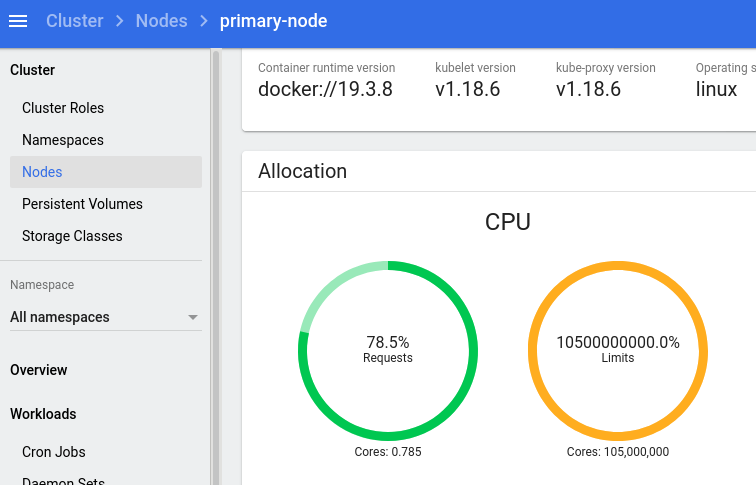 Cluster > Nodes > primary-node
Cluster
Cluster Roles
Namespaces
Nodes
Persistent Volumes
Storage Classes
Namespace
All namespaces
Overview
Workloads
Cron Jobs
Daemon Sets
Container runtime version kubelet version kube-proxy version Operating s
docker://19.3.8 v1.18.6 v1.18.6 linux
Allocation
CPU
78.5%
Requests
Cores: 0.785
10500000000.0%
Limits
Cores: 105,000,000